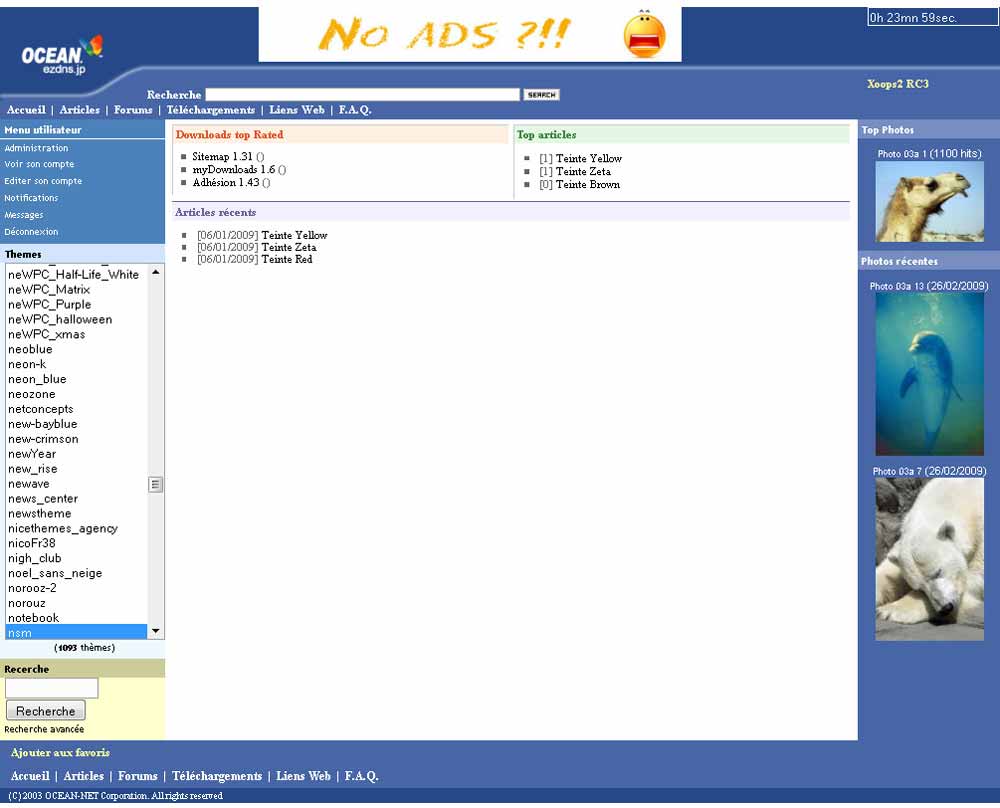 No ADS ?!!
0h 23mn 59sec.
OCEAN.
ezdns.jp
Xoops2 RC3
Recherche SEARCH
Accueil | Articles | Forums | Téléchargements | Liens Web | F.A.Q.
Menu utilisateur
Administration
Voir son compte
Editer son compte
Notifications
Messages
Déconnexion
Themes
neWPC_Half-Life_White
neWPC_Matrix
neWPC_Purple
neWPC_halloween
neWPC_xmas
neoblue
neon-k
neon_blue
neozone
netconcepts
new-bayblue
new-crimson
newYear
new_rise
newave
news_center
newstheme
nicethemes_agency
nicoFr38
nigh_club
noel_sans_neige
norooz-2
norouz
notebook
nsm
(1093 thèmes)
Recerche
Recherche
Recherche avancée
Downloads top Rated
Sitemap 1.31 ()
myDownloads 1.6 ()
Adhésion 1.43 ()
Top articles
[1] Teinte Yellow
[1] Teinte Zeta
[0] Teinte Brown
Articles récents
[06/01/2009] Teinte Yellow
[06/01/2009] Teinte Zeta
[06/01/2009] Teinte Red
Top Photos
Photo 03a 1 (1100 hits)
Photos récentes
Photo 03a 13 (26/02/2009)
Photo 03a 7 (26/02/2009)
Ajouter aux favoris
Accueil | Articles | Forums | Téléchargements | Liens Web | F.A.Q.
(C)2003 OCEAN-NET Corporation. All rights reserved